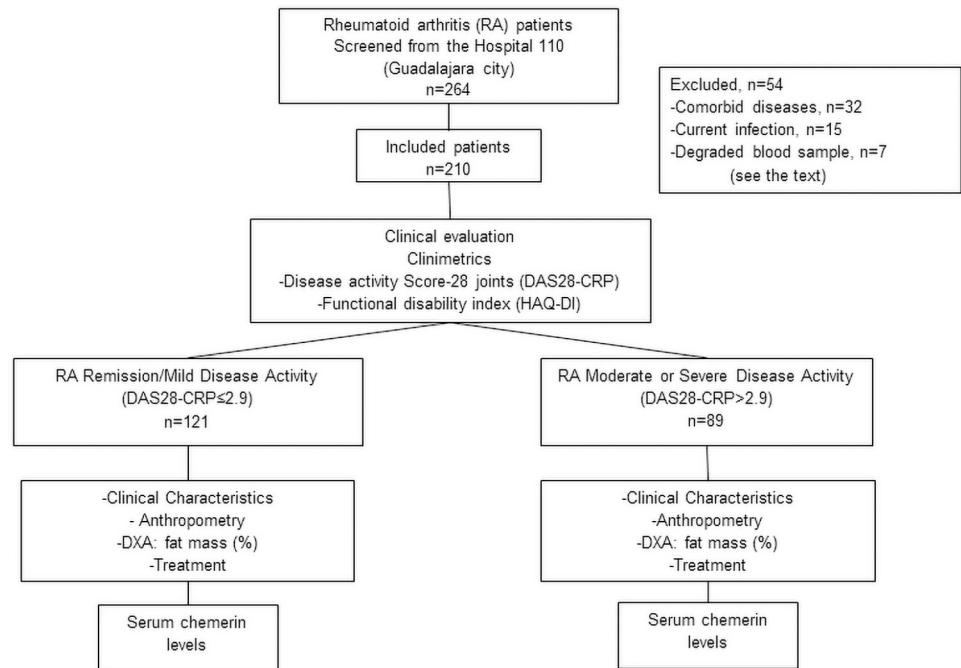 Rheumatoid arthritis (RA) patients
Screened from the Hospital 110
(Guadalajara city)
n=264
Excluded, n=54
-Comorbid diseases, n=32
-Current infection, n=15
-Degraded blood sample, n=7
(see the text)
Included patients
n=210
Clinical evaluation
Clinimetrics
-Disease activity Score-28 joints (DAS28-CRP)
-Functional disability index (HAQ-DI)
RA Remission/Mild Disease Activity
(DAS28-CRP≤2.9)
n=121
RA Moderate or Severe Disease Activity
(DAS28-CRP>2.9)
n=89
-Clinical Characteristics
- Anthropometry
-DXA: fat mass (%)
-Treatment
-Clinical Characteristics
-Anthropometry
-DXA: fat mass (%)
-Treatment
Serum chemerin
levels
Serum chemerin
levels